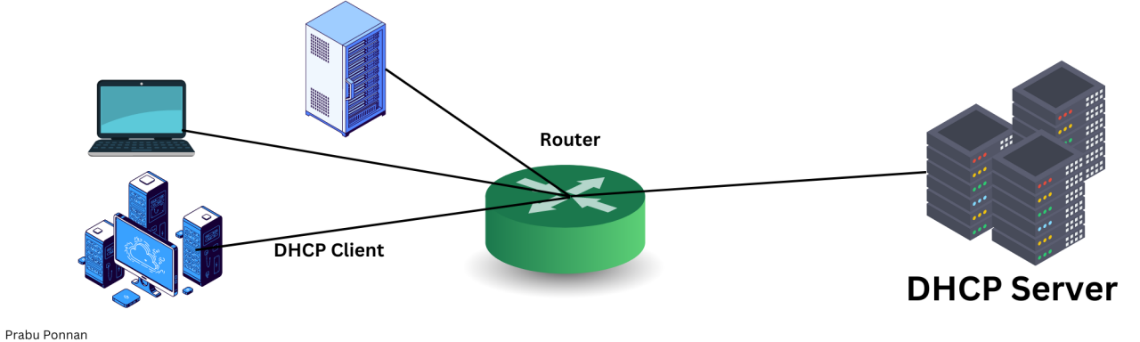 Router
DHCP Client
DHCP Server
Prabu Ponnan